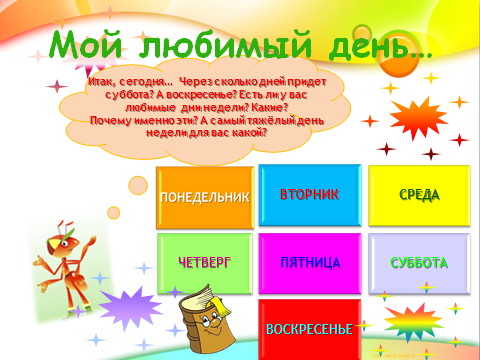 Мой любимый день...
Итак, сегодня... Через сколько дней придет
суббота? А воскресенье? Есть ли у вас
любимые дни недели? Какие?
Почему именно эти? А самый тяжёлый день
недели для вас какой?
ПОНЕДЕЛЬНИК
ВТОРНИК
СРЕДА
ЧЕТВЕРГ
ПЯТНИЦА
СУББОТА
ВОСКРЕСЕНЬЕ